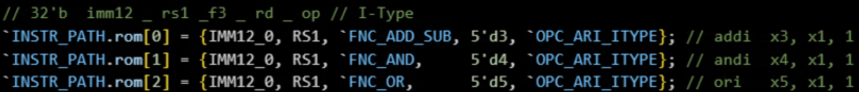 // 32'b  imm12 _ rs1 _f3 _ rd _ op // I-Type
`INSTR_PATH.rom[0] = {IMM12_0, RS1, `FNC_ADD_SUB, 5'd3, `OPC_ARI_ITYPE}; // addi  x3, x1, 1
`INSTR_PATH.rom[1] = {IMM12_0, RS1, `FNC_AND,     5'd4, `OPC_ARI_ITYPE}; // andi  x4, x1, 1
`INSTR_PATH.rom[2] = {IMM12_0, RS1, `FNC_OR,      5'd5, `OPC_ARI_ITYPE}; // ori   x5, x1, 1